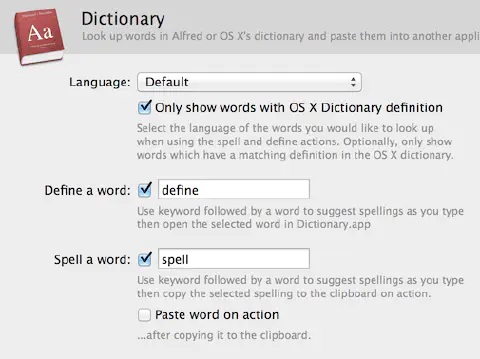 Dictionary
Look up words in Alfred or OS X's dictionary and paste them into another appli
Aa
Language: Default
Only show words with OS X Dictionary definition
Select the language of the words you would like to look up
when using the spell and define actions. Optionally, only show
words which have a matching definition in the OS X dictionary.
Define a word: define
Use keyword followed by a word to suggest spellings as you type
then open the selected word in Dictionary.app
Spell a word: spell
Use keyword followed by a word to suggest spellings as you type
then copy the selected spelling to the clipboard on action.
Paste word on action
...after copying it to the clipboard.